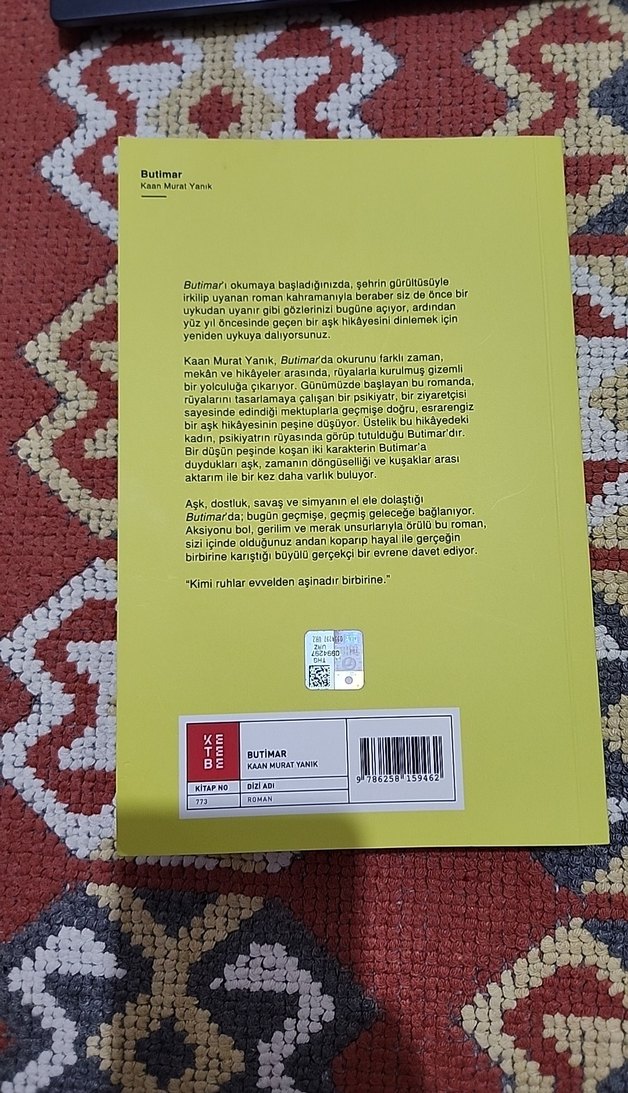 Butimar
Kaan Murat Yanık
Butimar'ı okumaya başladığınızda, şehrin gürültüsüyle
irkilip uyanan roman kahramanıyla beraber siz de önce bir
uykudan uyanır gibi gözlerinizi bugüne açıyor, ardından
yüz yıl öncesinde geçen bir aşk hikâyesini dinlemek için
yeniden uykuya dalıyorsunuz.
Kaan Murat Yanık, Butimar'da okurunu farklı zaman,
mekân ve hikâyeler arasında, rüyalarla kurulmuş gizemli
bir yolculuğa çıkarıyor. Günümüzde başlayan bu romanda,
rüyalarını tasarlamaya çalışan bir psikiyatr, bir ziyaretçisi
sayesinde edindiği mektuplarla geçmişe doğru, esrarengiz
bir aşk hikâyesinin peşine düşüyor. Üstelik bu hikâyedeki
kadın, psikiyatrın rüyasında görüp tutulduğu Butimar'dır.
Bir düşün peşinde koşan iki karakterin Butimar'a
duydukları aşk, zamanın döngüselliği ve kuşaklar arası
aktarım ile bir kez daha varlık buluyor.
Aşk, dostluk, savaş ve simyanın el ele dolaştığı
Butimar'da; bugün geçmişe, geçmiş geleceğe bağlanıyor.
Aksiyonu bol, gerilim ve merak unsurlarıyla örülü bu roman,
sizi içinde olduğunuz andan koparıp hayal ile gerçeğin
birbirine karıştığı büyülü gerçekçi bir evrene davet ediyor.
“Kimi ruhlar evvelden aşinadır birbirine.”
THG
0994297
URZ
KETEBE
BUTİMAR
KAAN MURAT YANIK
KİTAP NO
DİZİ ADI
773
ROMAN
9 786258 159462